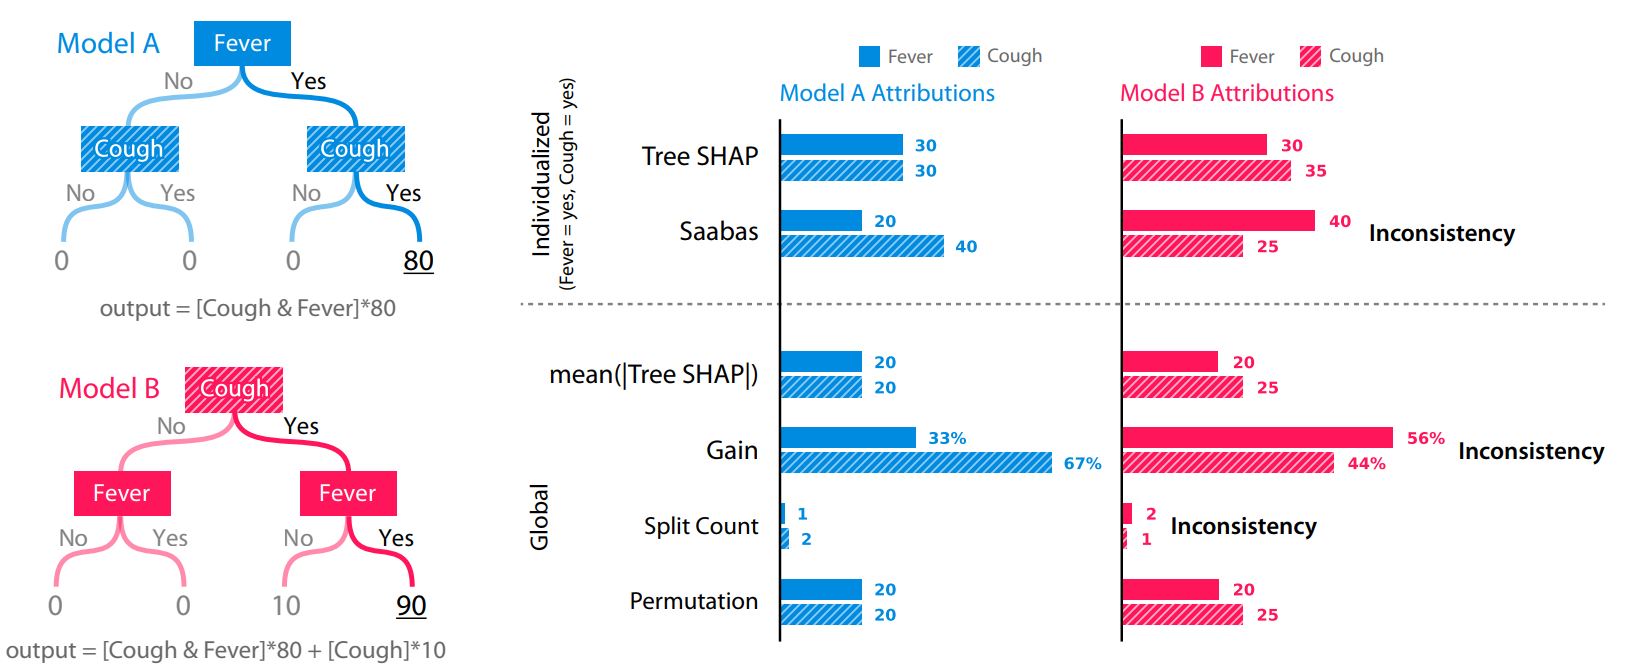 Model A
Fever
No Yes
Cough Cough
No Yes No Yes
0 0 0 80
output = [Cough & Fever]*80
Model B
Cough
No Yes
Fever Fever
No Yes No Yes
0 0 10 90
output = [Cough & Fever]*80 + [Cough]*10
Fever Cough
Model A Attributions
Fever Cough
Model B Attributions
Individualized
(Fever = yes, Cough = yes)
Tree SHAP
30
30
30
35
Saabas
20
40
40
25
Inconsistency
Global
mean(|Tree SHAP|)
20
20
20
25
Gain
33%
67%
56%
44%
Inconsistency
Split Count
1
2
2
1
Inconsistency
Permutation
20
20
20
25